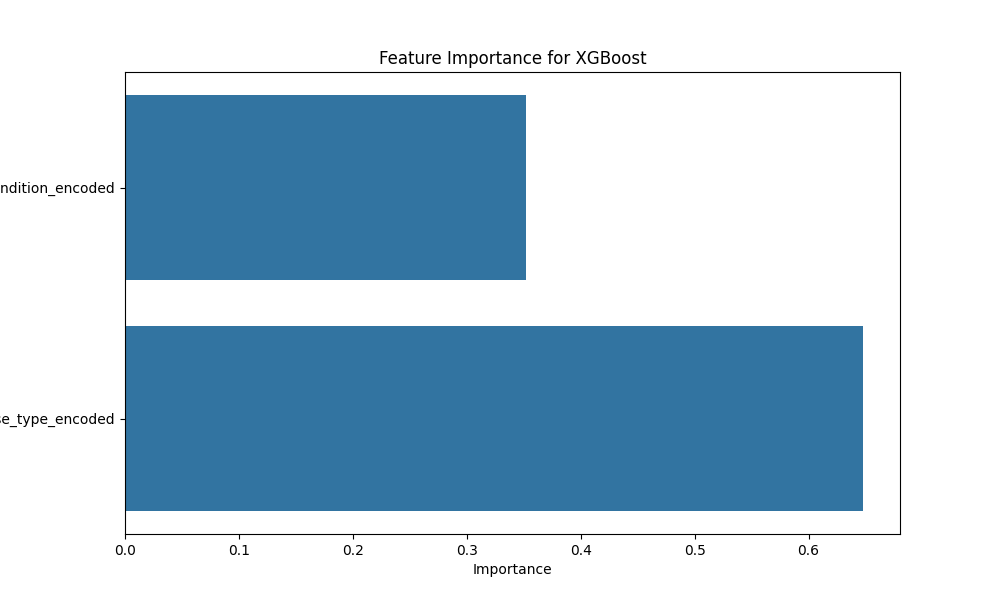 Feature Importance for XGBoost
ndition_encoded
se_type_encoded
0.0 0.1 0.2 0.3 0.4 0.5 0.6
Importance